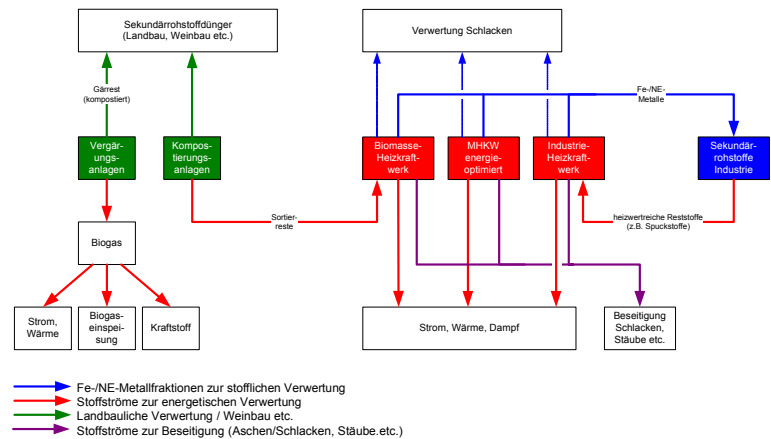 Sekundärrohstoffdünger
(Landbau, Weinbau etc.)
Verwertung Schlacken
Gärrest
(kompostiert)
Fe-/NE-
Metalle
Vergär-
ungs-
anlagen
Kompos-
tierungs-
anlagen
Biomasse-
Heizkraft-
werk
MHKW
energie-
optimiert
Industrie-
Heizkraft-
werk
Sekundär-
rohstoffe
Industrie
Sortier-
reste
heizwertreiche Reststoffe
(z.B. Spuckstoffe)
Biogas
Strom,
Wärme
Biogas-
einspei-
sung
Kraftstoff
Strom, Wärme, Dampf
Beseitigung
Schlacken,
Stäube etc.
Fe-/NE-Metallfraktionen zur stofflichen Verwertung
Stoffströme zur energetischen Verwertung
Landbauliche Verwertung / Weinbau etc.
Stoffströme zur Beseitigung (Aschen/Schlacken, Stäube.etc.)